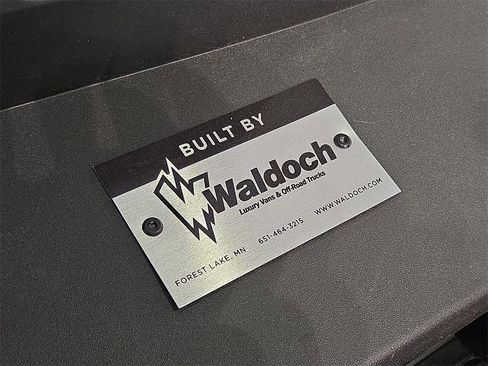 BUILT BY
Waldoch
Luxury Vans & Off-Road Trucks
FOREST LAKE, MN 651-464-3215 WWW.WALDOCH.COM